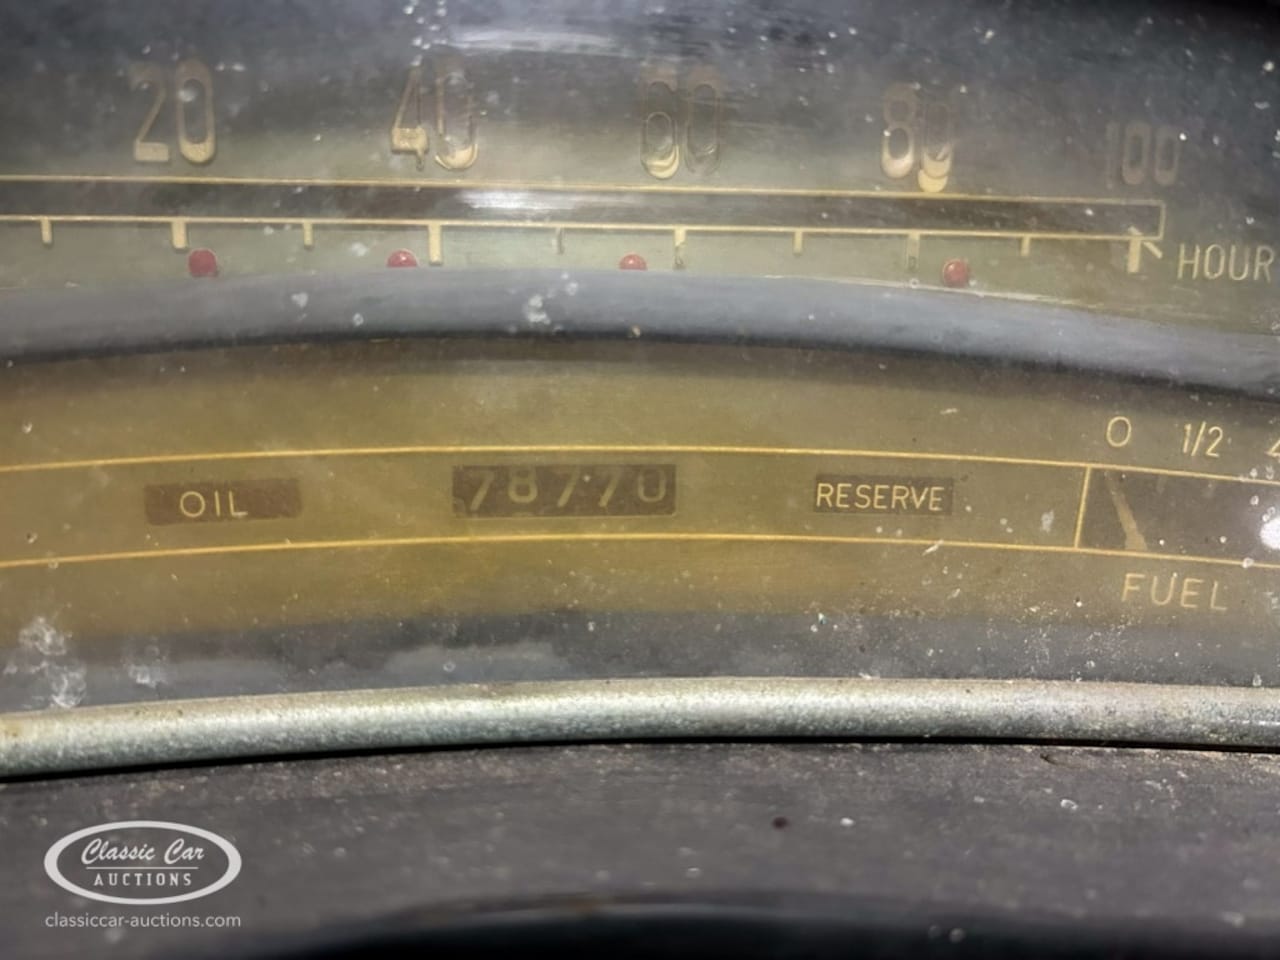 20 40 60 80 100
HOUR
0 1/2
OIL 78770 RESERVE
FUEL
Classic Car
AUCTIONS
classiccar-auctions.com